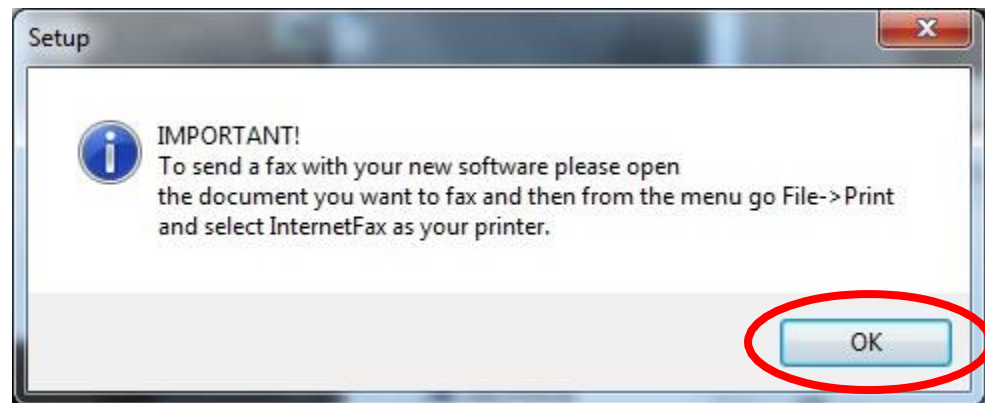 Setup
IMPORTANT!
To send a fax with your new software please open
the document you want to fax and then from the menu go File->Print
and select InternetFax as your printer.
OK